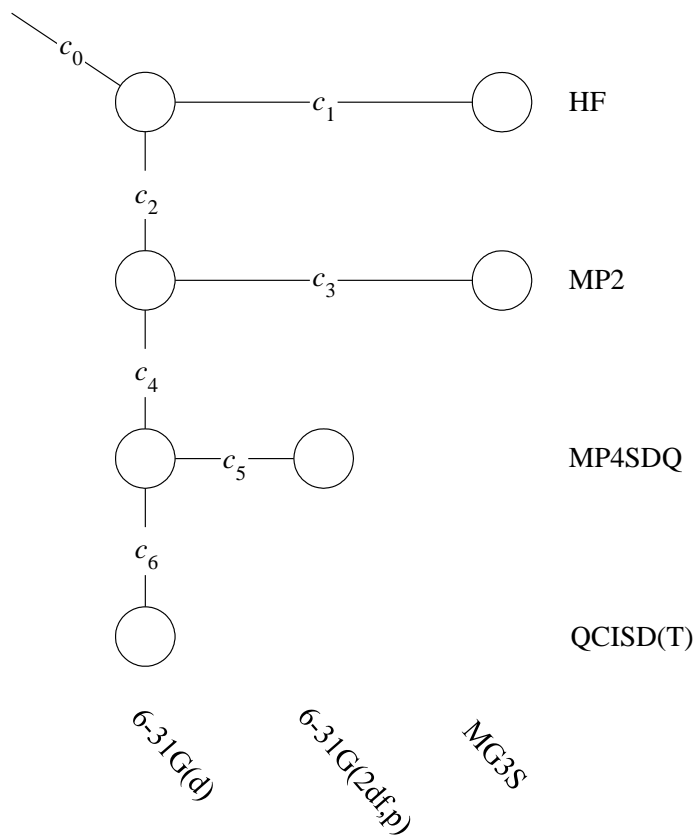 c0
c1 HF
c2
c3 MP2
c4
c5 MP4SDQ
c6
QCISD(T)
6-31G(d)
6-31G(2df,p)
MG3S